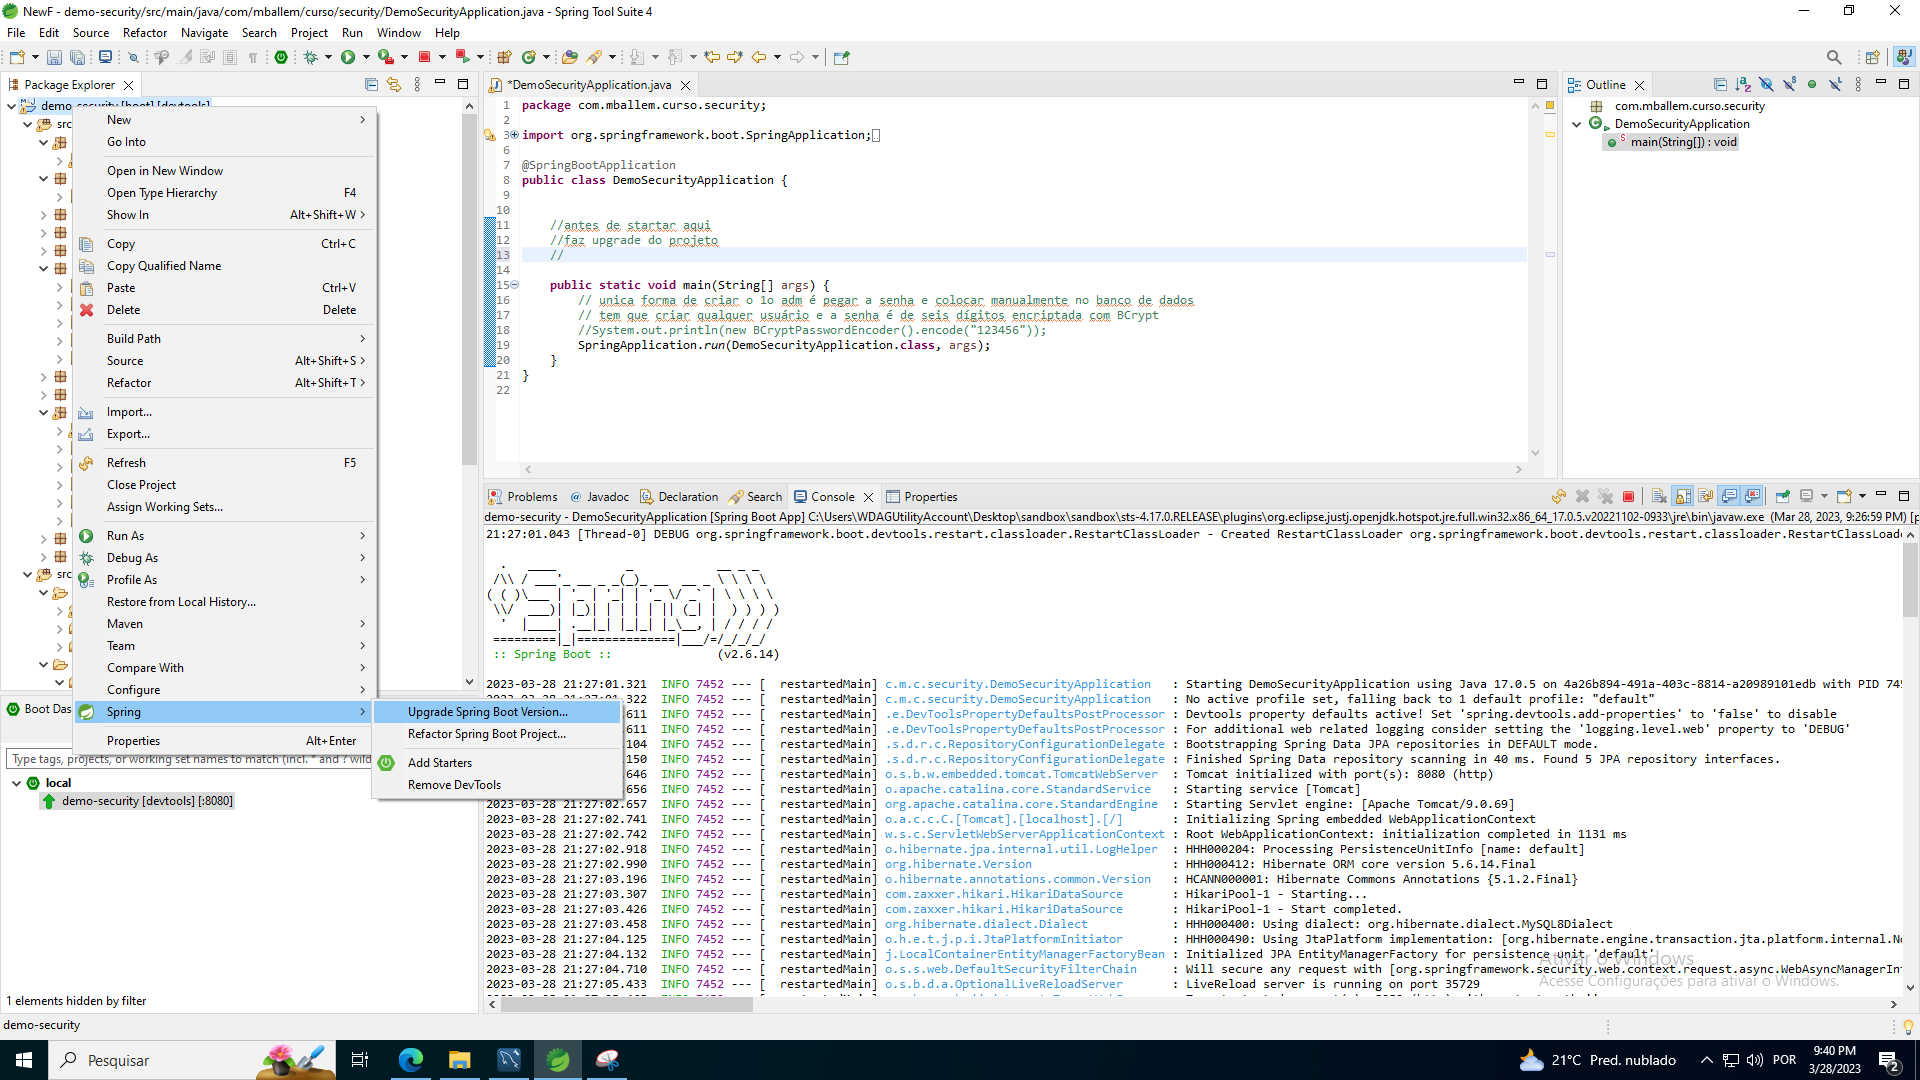 NewF - demo-security/src/main/java/com/mballem/curso/security/DemoSecurityApplication.java - Spring Tool Suite 4
File Edit Source Refactor Navigate Search Project Run Window Help
Package Explorer
demo-security [boot] [devtools]
src
New
Go Into
Open in New Window
Open Type Hierarchy F4
Show In Alt+Shift+W >
Copy Ctrl+C
Copy Qualified Name
Paste Ctrl+V
Delete Delete
Build Path
Source Alt+Shift+S >
Refactor Alt+Shift+T >
Import...
Export...
Refresh F5
Close Project
Assign Working Sets...
Run As
Debug As
Profile As
src
Restore from Local History...
Maven
Team
Compare With
Configure
Spring
Properties Alt+Enter
Upgrade Spring Boot Version...
Refactor Spring Boot Project...
Add Starters
Remove DevTools
Boot Das
Type tags, projects, or working set names to match (incl. * and ? wild
local
demo-security [devtools] [:8080]
1 elements hidden by filter
demo-security
*DemoSecurityApplication.java
1 package com.mballem.curso.security;
2
3 import org.springframework.boot.SpringApplication;
6
7 @SpringBootApplication
8 public class DemoSecurityApplication {
9
10
11 //antes de startar aqui
12 //faz upgrade do projeto
13 //
14
15 public static void main(String[] args) {
16 // unica forma de criar o 1o adm é pegar a senha e colocar manualmente no banco de dados
17 // tem que criar qualquer usuário e a senha é de seis dígitos encriptada com BCrypt
18 //System.out.println(new BCryptPasswordEncoder().encode("123456"));
19 SpringApplication.run(DemoSecurityApplication.class, args);
20 }
21 }
22
Outline
com.mballem.curso.security
DemoSecurityApplication
main(String[]) : void
Problems Javadoc Declaration Search Console Properties
demo-security - DemoSecurityApplication [Spring Boot App] C:\Users\WDAGUtilityAccount\Desktop\sandbox\sandbox\sts-4.17.0.RELEASE\plugins\org.eclipse.justj.openjdk.hotspot.jre.full.win32.x86_64_17.0.5.v20221102-0933\jre\bin\javaw.exe (Mar 28, 2023, 9:26:59 PM) [p
21:27:01.043 [Thread-0] DEBUG org.springframework.boot.devtools.restart.classloader.RestartClassLoader - Created RestartClassLoader org.springframework.boot.devtools.restart.classloader.RestartClassLoade
Spring
:: Spring Boot :: (v2.6.14)
2023-03-28 21:27:01.321 INFO 7452 --- [ restartedMain] c.m.c.security.DemoSecurityApplication : Starting DemoSecurityApplication using Java 17.0.5 on 4a26b894-491a-403c-8814-a20989101edb with PID 745
2023-03-28 21:27:01.322 INFO 7452 --- [ restartedMain] c.m.c.security.DemoSecurityApplication : No active profile set, falling back to 1 default profile: "default"
611 INFO 7452 --- [ restartedMain] .e.DevToolsPropertyDefaultsPostProcessor : Devtools property defaults active! Set 'spring.devtools.add-properties' to 'false' to disable
611 INFO 7452 --- [ restartedMain] .e.DevToolsPropertyDefaultsPostProcessor : For additional web related logging consider setting the 'logging.level.web' property to 'DEBUG'
104 INFO 7452 --- [ restartedMain] .s.d.r.c.RepositoryConfigurationDelegate : Bootstrapping Spring Data JPA repositories in DEFAULT mode.
150 INFO 7452 --- [ restartedMain] .s.d.r.c.RepositoryConfigurationDelegate : Finished Spring Data repository scanning in 40 ms. Found 5 JPA repository interfaces.
646 INFO 7452 --- [ restartedMain] o.s.b.w.embedded.tomcat.TomcatWebServer : Tomcat initialized with port(s): 8080 (http)
656 INFO 7452 --- [ restartedMain] o.apache.catalina.core.StandardService : Starting service [Tomcat]
2023-03-28 21:27:02.657 INFO 7452 --- [ restartedMain] org.apache.catalina.core.StandardEngine : Starting Servlet engine: [Apache Tomcat/9.0.69]
2023-03-28 21:27:02.741 INFO 7452 --- [ restartedMain] o.a.c.c.C.[Tomcat].[localhost].[/] : Initializing Spring embedded WebApplicationContext
2023-03-28 21:27:02.742 INFO 7452 --- [ restartedMain] w.s.c.ServletWebServerApplicationContext : Root WebApplicationContext: initialization completed in 1131 ms
2023-03-28 21:27:02.918 INFO 7452 --- [ restartedMain] o.hibernate.jpa.internal.util.LogHelper : HHH000204: Processing PersistenceUnitInfo [name: default]
2023-03-28 21:27:02.990 INFO 7452 --- [ restartedMain] org.hibernate.Version : HHH000412: Hibernate ORM core version 5.6.14.Final
2023-03-28 21:27:03.196 INFO 7452 --- [ restartedMain] o.hibernate.annotations.common.Version : HCANN000001: Hibernate Commons Annotations {5.1.2.Final}
2023-03-28 21:27:03.307 INFO 7452 --- [ restartedMain] com.zaxxer.hikari.HikariDataSource : HikariPool-1 - Starting...
2023-03-28 21:27:03.426 INFO 7452 --- [ restartedMain] com.zaxxer.hikari.HikariDataSource : HikariPool-1 - Start completed.
2023-03-28 21:27:03.458 INFO 7452 --- [ restartedMain] org.hibernate.dialect.Dialect : HHH000400: Using dialect: org.hibernate.dialect.MySQL8Dialect
2023-03-28 21:27:04.125 INFO 7452 --- [ restartedMain] o.h.e.t.j.p.i.JtaPlatformInitiator : HHH000490: Using JtaPlatform implementation: [org.hibernate.engine.transaction.jta.platform.internal.No
2023-03-28 21:27:04.132 INFO 7452 --- [ restartedMain] j.LocalContainerEntityManagerFactoryBean : Initialized JPA EntityManagerFactory for persistence unit 'default'
2023-03-28 21:27:04.710 INFO 7452 --- [ restartedMain] o.s.s.web.DefaultSecurityFilterChain : Will secure any request with [org.springframework.security.web.context.request.async.WebAsyncManagerInt
2023-03-28 21:27:05.433 INFO 7452 --- [ restartedMain] o.s.b.d.a.OptionalLiveReloadServer : LiveReload server is running on port 35729
Ativar o Windows
Acesse Configurações para ativar o Windows.
Pesquisar
21°C Pred. nublado
POR
9:40 PM
3/28/2023
2